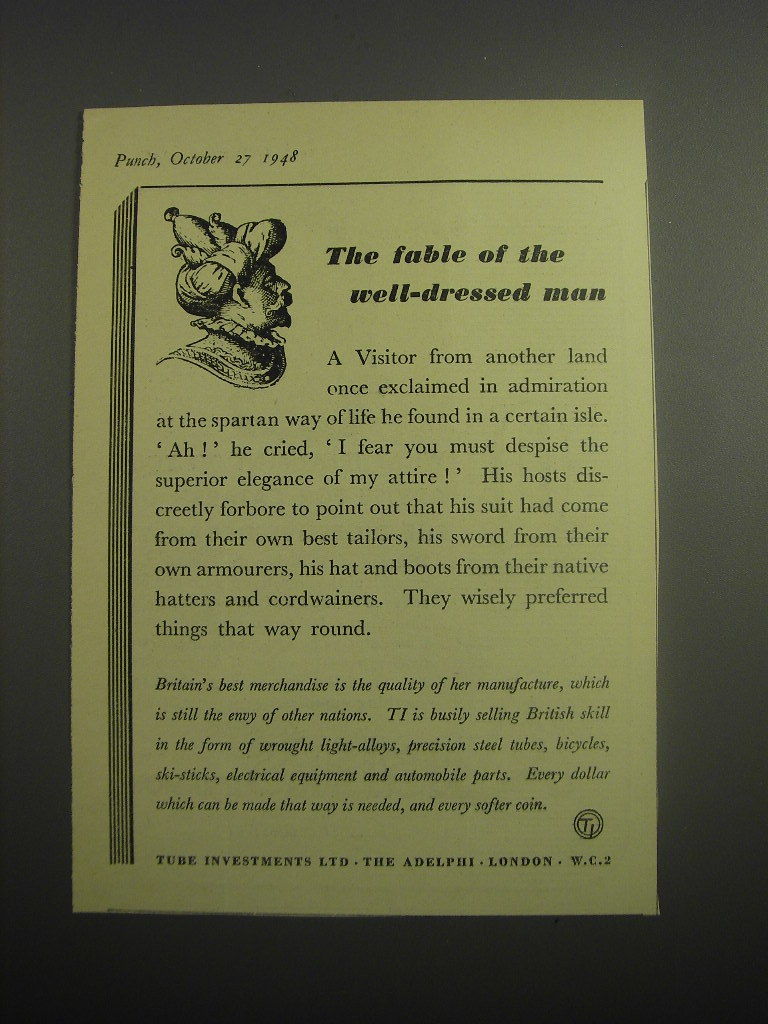 Punch, October 27 1948
The fable of the
well-dressed man
A Visitor from another land
once exclaimed in admiration
at the spartan way of life he found in a certain isle.
‘Ah!’ he cried, ‘I fear you must despise the
superior elegance of my attire!’ His hosts dis-
creetly forbore to point out that his suit had come
from their own best tailors, his sword from their
own armourers, his hat and boots from their native
hatters and cordwainers. They wisely preferred
things that way round.
Britain's best merchandise is the quality of her manufacture, which
is still the envy of other nations. TI is busily selling British skill
in the form of wrought light-alloys, precision steel tubes, bicycles,
ski-sticks, electrical equipment and automobile parts. Every dollar
which can be made that way is needed, and every softer coin.
TI
TUBE INVESTMENTS LTD · THE ADELPHI · LONDON · W.C.2